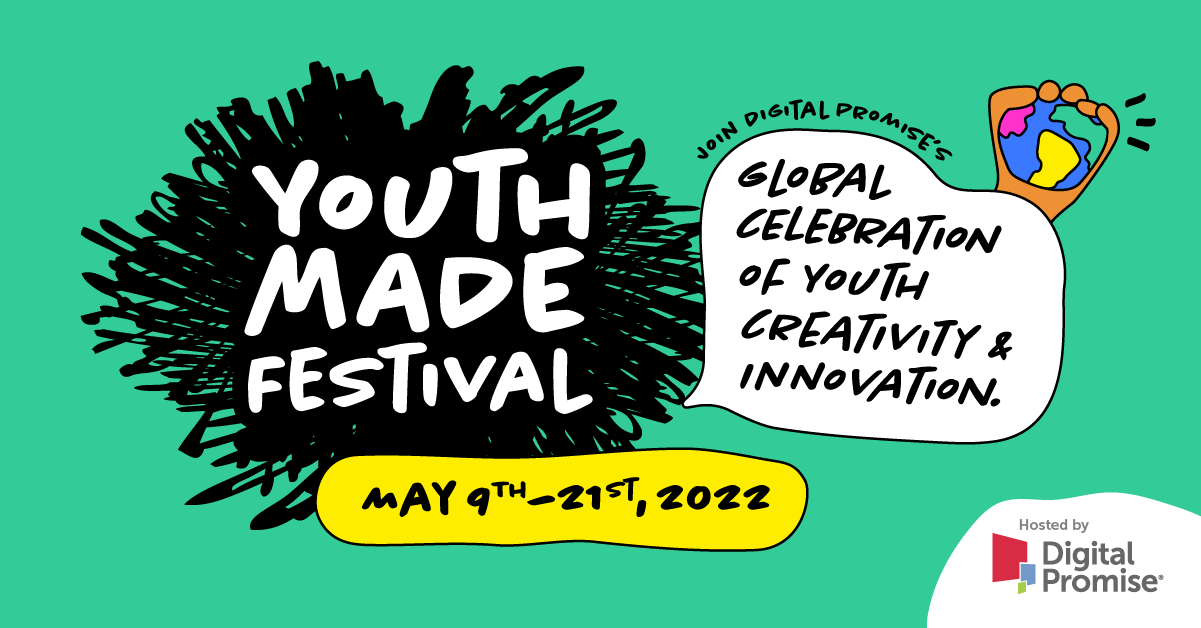 YOUTH
MADE
FESTIVAL
JOIN DIGITAL PROMISE'S
GLOBAL
CELEBRATION
OF YOUTH
CREATIVITY &
INNOVATION.
MAY 9TH-21ST, 2022
Hosted by
Digital
Promise®